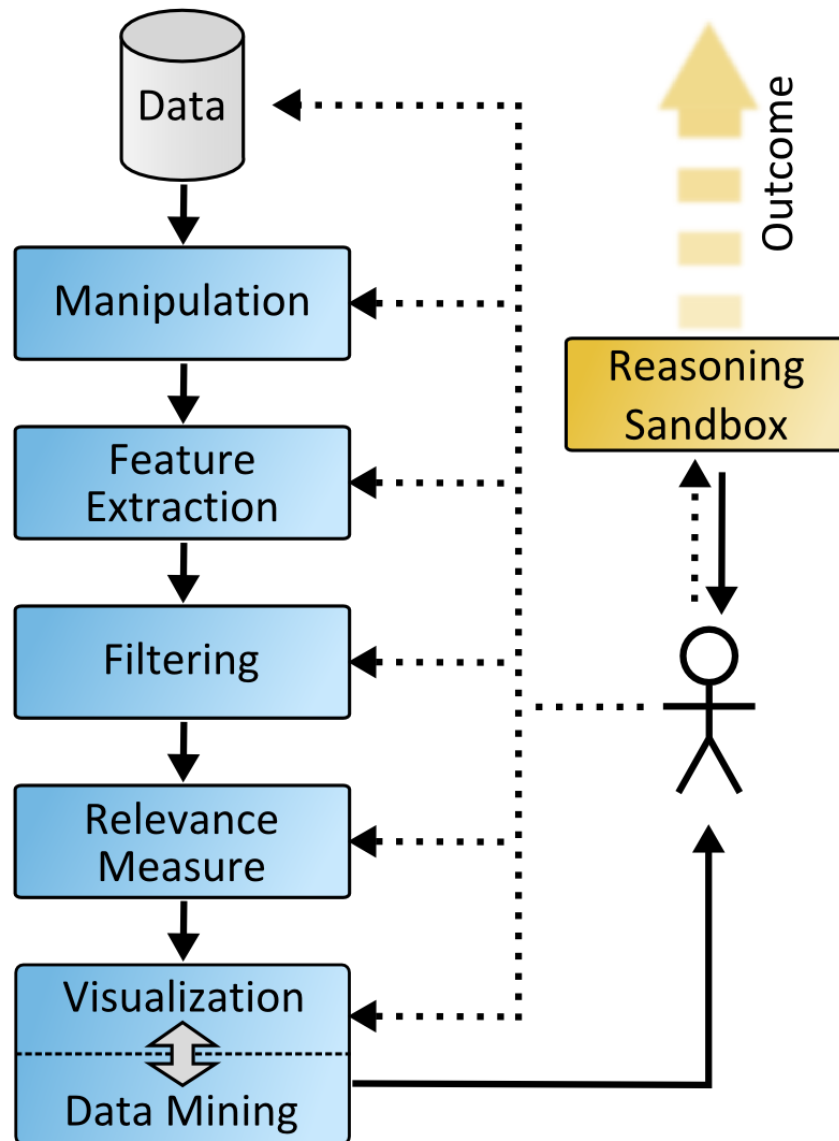 Data
Manipulation
Feature
Extraction
Filtering
Relevance
Measure
Visualization
Data Mining
Outcome
Reasoning
Sandbox